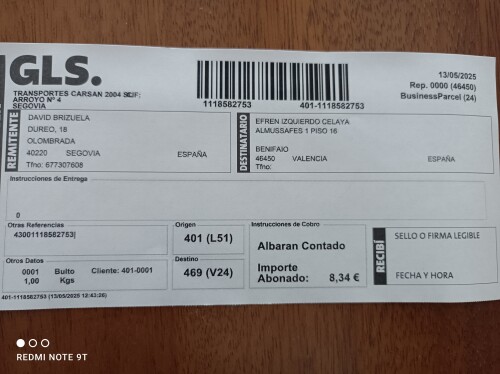 GLS.
TRANSPORTES CARSAN 2004 SL
ARROYO Nº 4
SEGOVIA
1118582753 401-1118582753
13/05/2025
Rep. 0000 (46450)
BusinessParcel (24)
REMITENTE
DAVID BRIZUELA
DUREO, 18
OLOMBRADA
40220 SEGOVIA ESPAÑA
Tfno: 677307608
DESTINATARIO
EFREN IZQUIERDO CELAYA
ALMUSSAFES 1 PISO 16
BENIFAIO
46450 VALENCIA ESPAÑA
Tfno:
Instrucciones de Entrega
0
Otras Referencias
43001118582753|
Origen
401 (L51)
Instrucciones de Cobro
Albaran Contado
Importe
Abonado: 8,34 €
RECIBÍ
SELLO O FIRMA LEGIBLE
FECHA Y HORA
Otros Datos
0001 Bulto Cliente: 401-0001
1,00 Kgs
Destino
469 (V24)
401-1118582753 (13/05/2025 12:43:26)
REDMI NOTE 9T